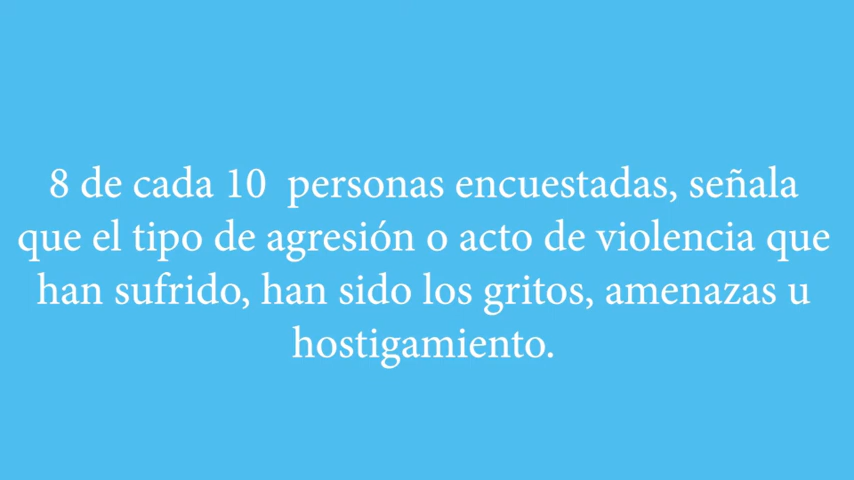 8 de cada 10  personas encuestadas, señala
que el tipo de agresión o acto de violencia que
han sufrido, han sido los gritos, amenazas u
hostigamiento.